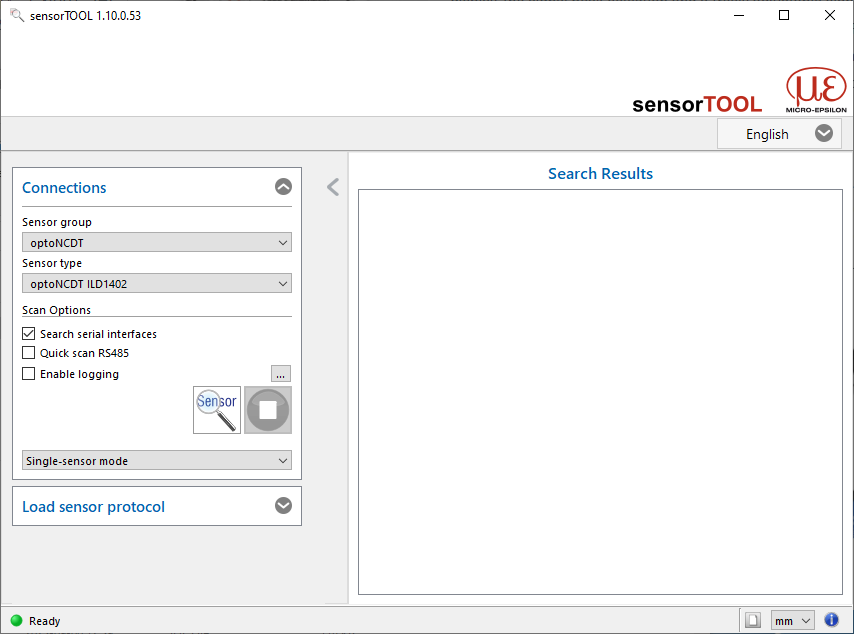 sensorTOOL 1.10.0.53
sensorTOOL
με
MICRO-EPSILON
English
Connections
Sensor group
optoNCDT
Sensor type
optoNCDT ILD1402
Scan Options
Search serial interfaces
Quick scan RS485
Enable logging
...
Sensor
Single-sensor mode
Load sensor protocol
Search Results
Ready
mm